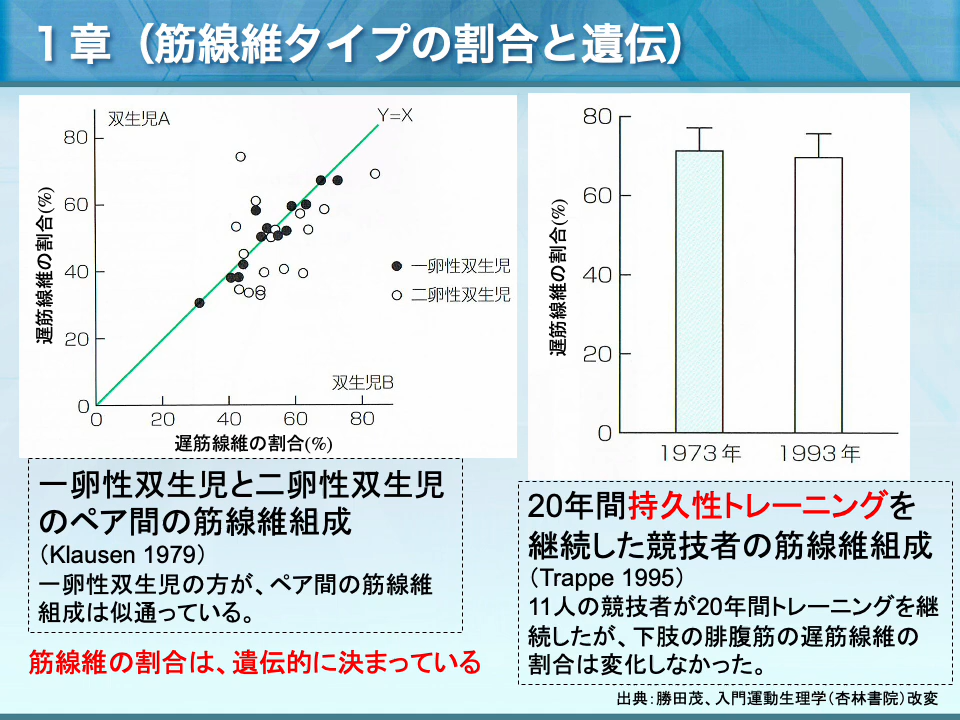 １章（筋線維タイプの割合と遺伝）
双生児A
Y=X
80
60
40
20
0
遅筋線維の割合(%)
一卵性双生児
二卵性双生児
双生児B
0 20 40 60 80
遅筋線維の割合(%)
80
60
40
20
0
遅筋線維の割合(%)
1973年 1993年
一卵性双生児と二卵性双生児
のペア間の筋線維組成
（Klausen 1979）
一卵性双生児の方が、ペア間の筋線維
組成は似通っている。
筋線維の割合は、遺伝的に決まっている
20年間持久性トレーニングを
継続した競技者の筋線維組成
（Trappe 1995）
11人の競技者が20年間トレーニングを継
続したが、下肢の腓腹筋の遅筋線維の
割合は変化しなかった。
出典：勝田茂、入門運動生理学（杏林書院）改変